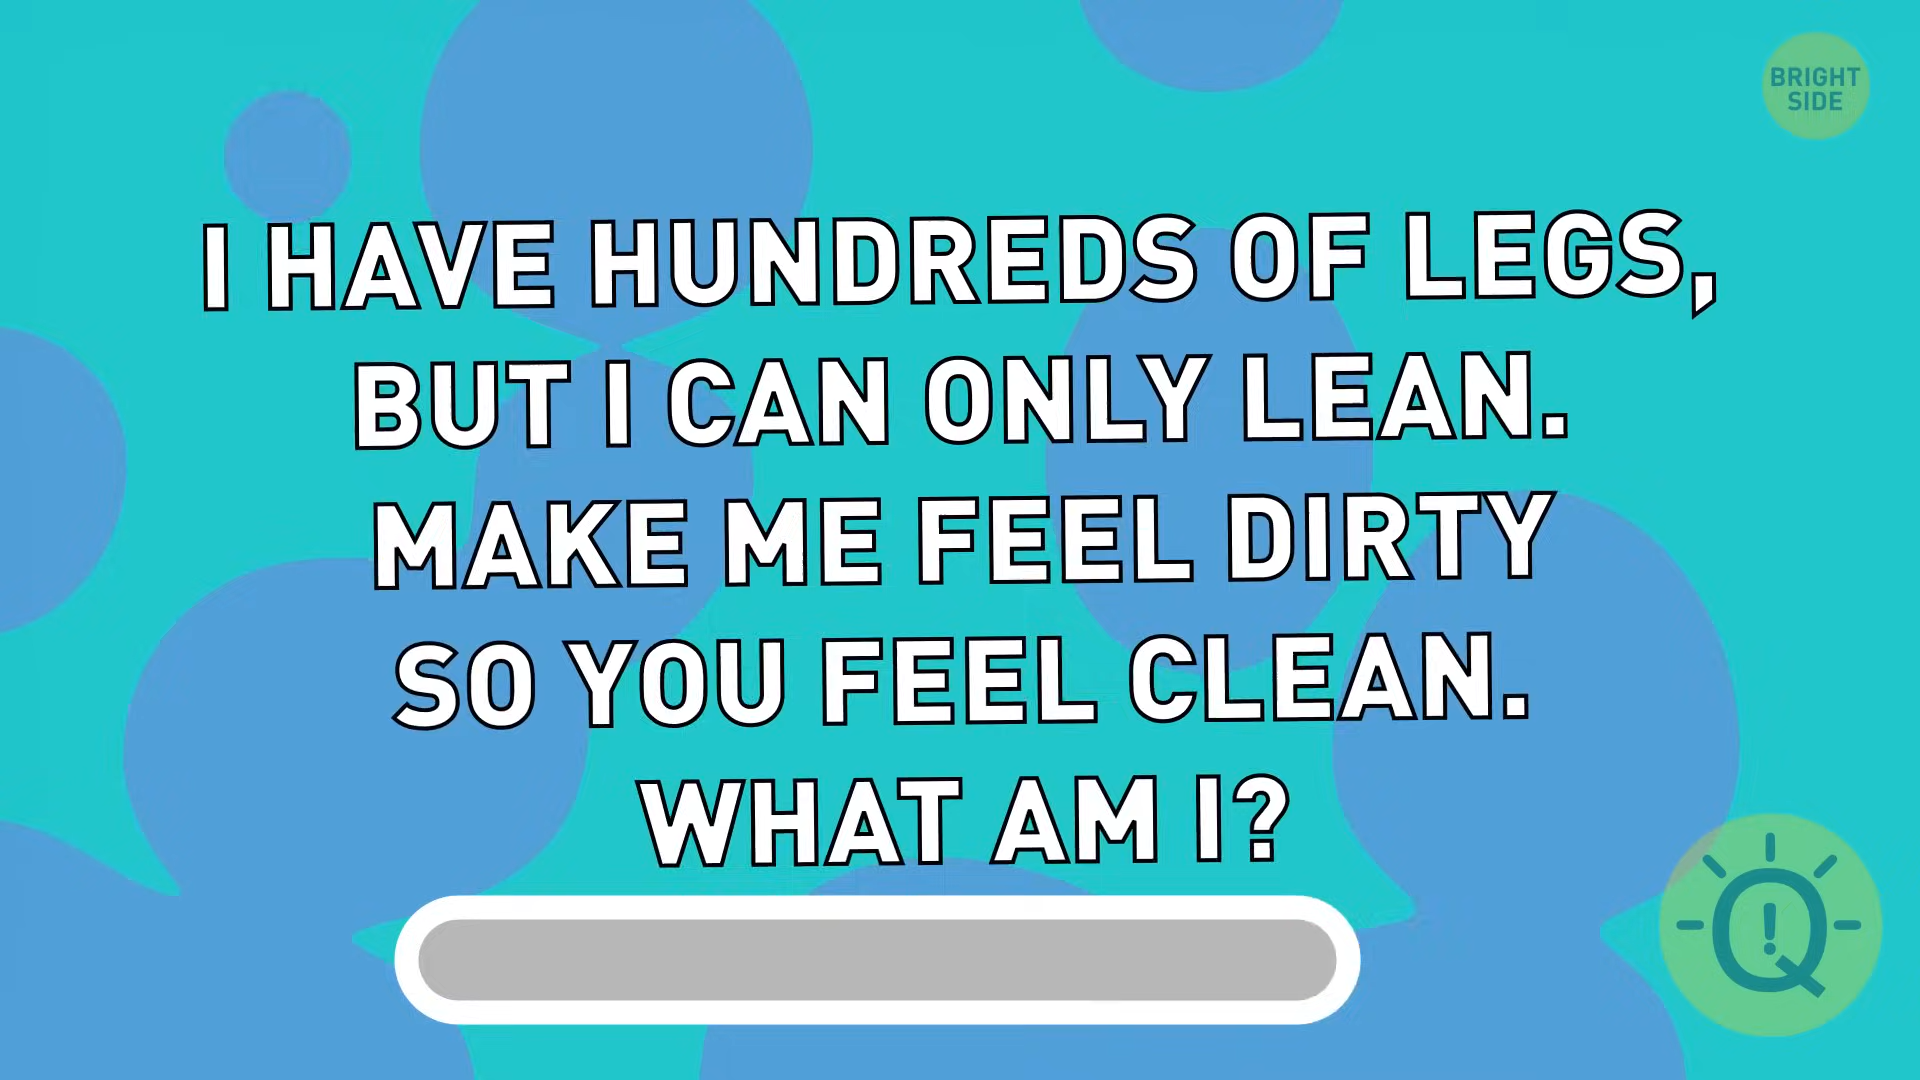 BRIGHT
SIDE
I HAVE HUNDREDS OF LEGS,
BUT I CAN ONLY LEAN.
MAKE ME FEEL DIRTY
SO YOU FEEL CLEAN.
WHAT AM I?
Q!